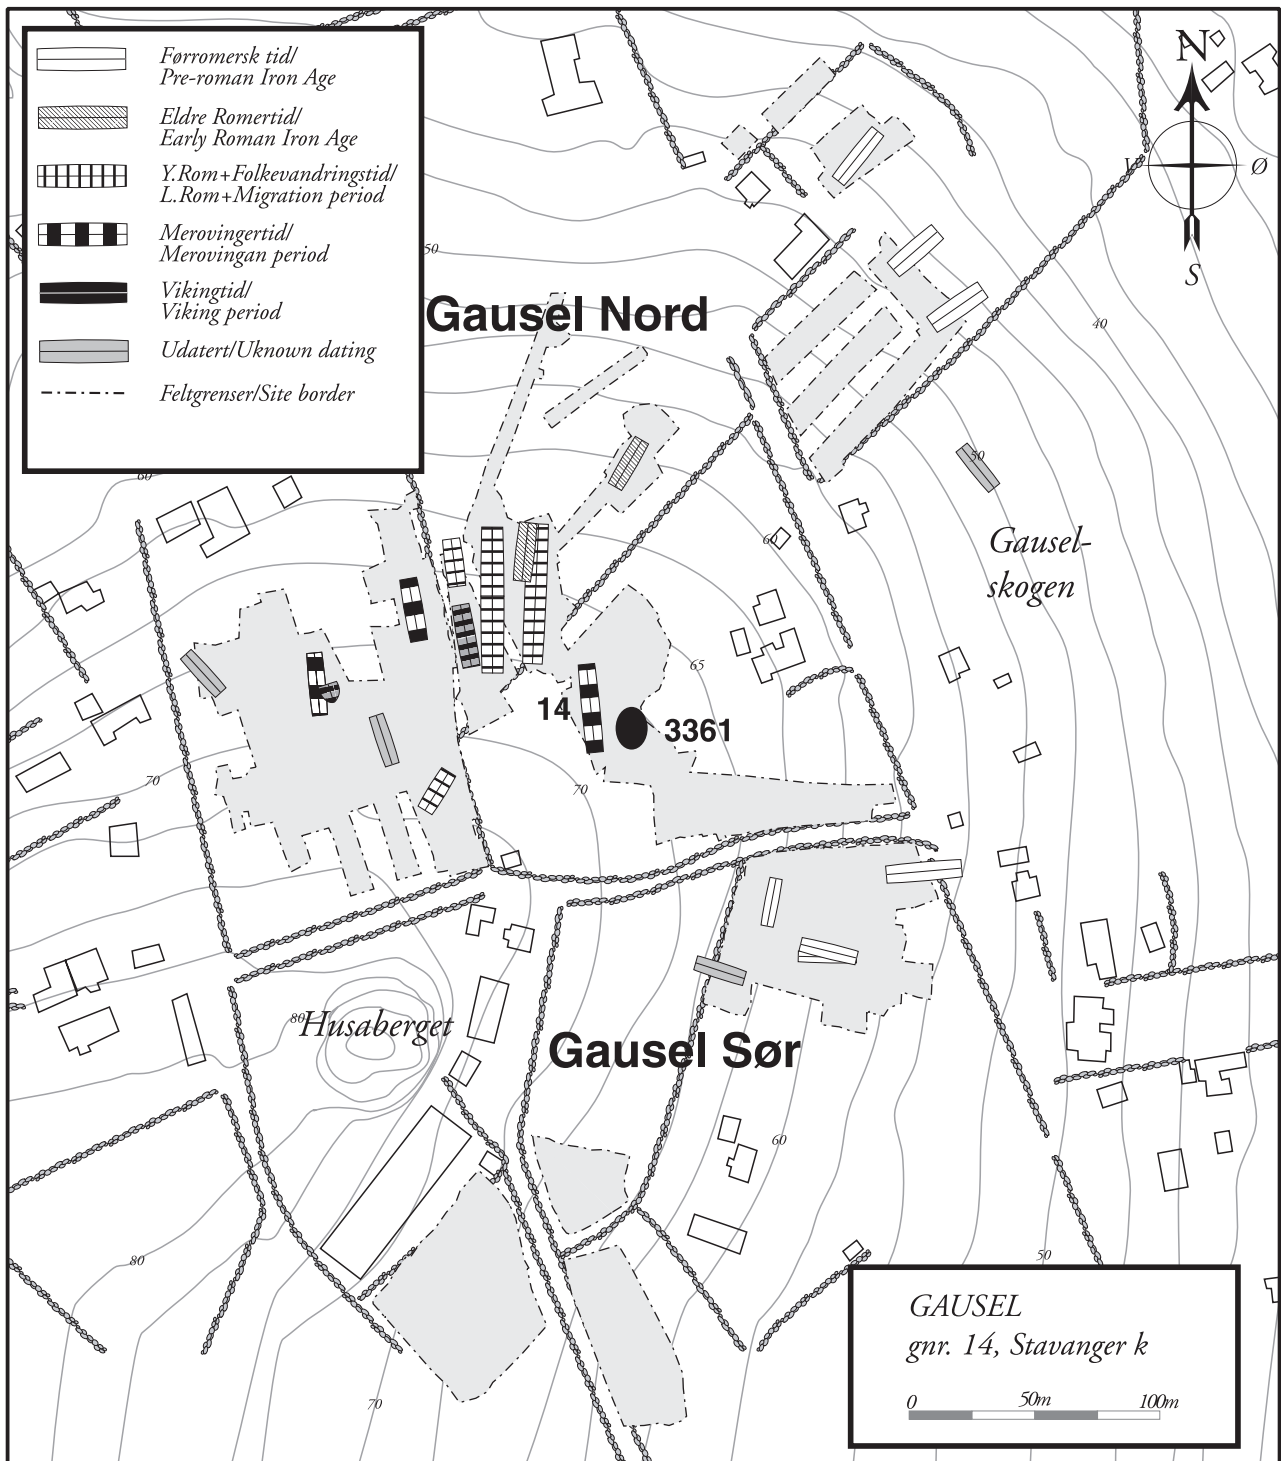 Førromersk tid/
Pre-roman Iron Age
Eldre Romertid/
Early Roman Iron Age
Y.Rom+Folkevandringstid/
L.Rom+Migration period
Merovingertid/
Merovingan period
Vikingtid/
Viking period
Udatert/Uknown dating
Feltgrenser/Site border
N
V
Ø
S
50
Gausel Nord
40
60
50
60
Gausel-
skogen
65
14
3361
70
70
80
Husaberget
Gausel Sør
60
80
50
70
GAUSEL
gnr. 14, Stavanger k
0 50m 100m